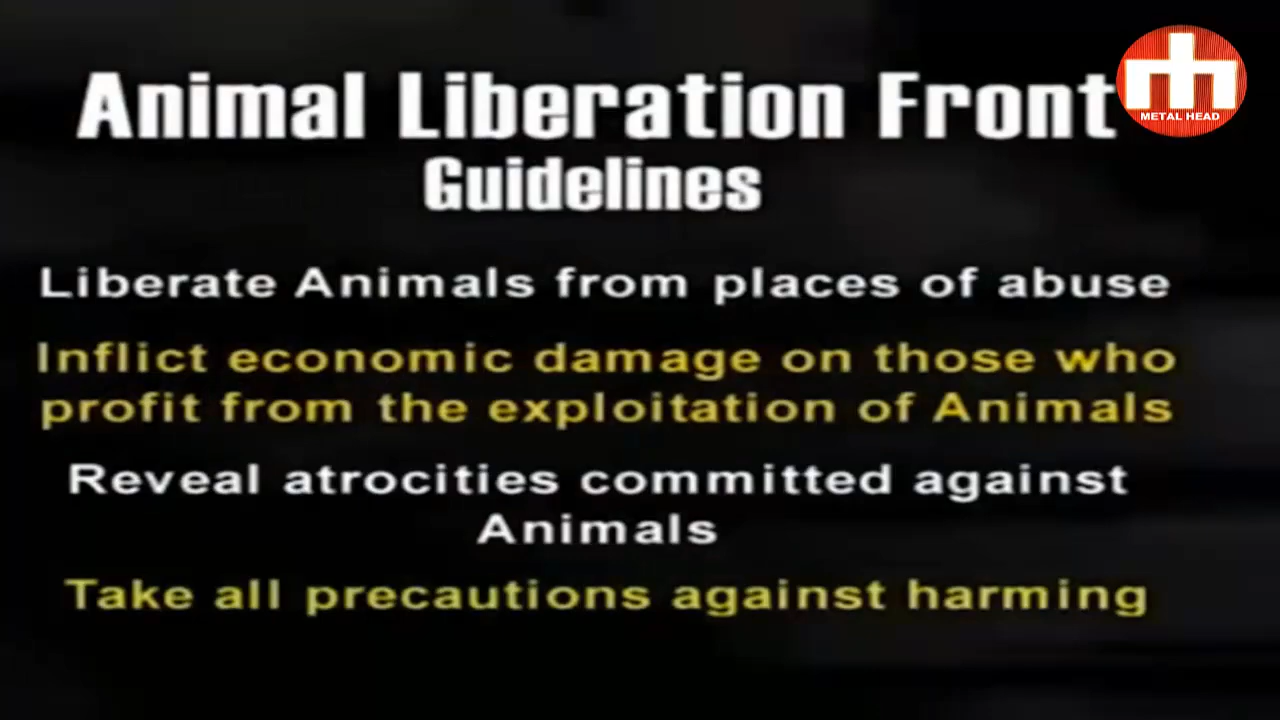 Animal Liberation Front
Guidelines
METAL HEAD
Liberate Animals from places of abuse
Inflict economic damage on those who
profit from the exploitation of Animals
Reveal atrocities committed against
Animals
Take all precautions against harming